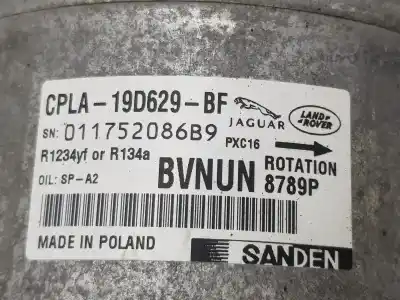 CPLA-19D629-BF
JAGUAR
LAND-ROVER
SN: 011752086B9
PXC16
R1234yf or R134a
ROTATION
OIL: SP-A2
BVNUN 8789P
MADE IN POLAND
SANDEN